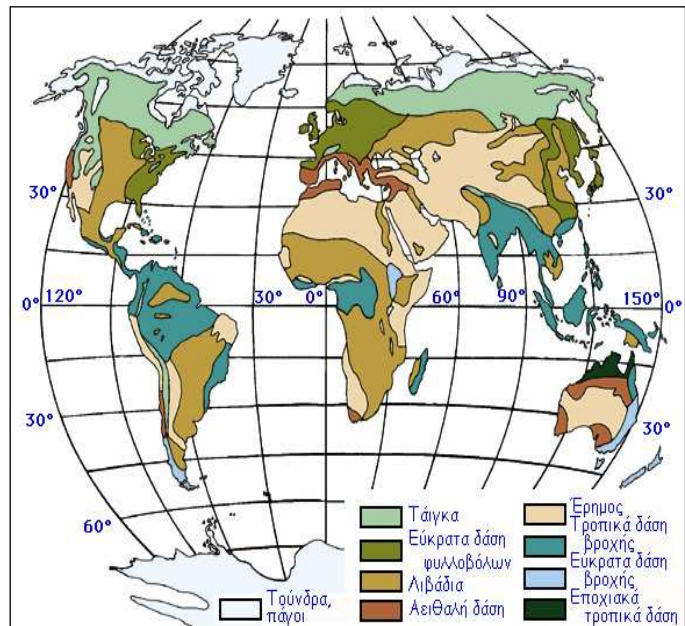 30°
30°
0°
120°
30°
0°
60°
90°
150°
0°
30°
30°
60°
Τάιγκα
Εύκρατα δάση
φυλλοβόλων
Λιβάδια
Αειθαλή δάση
Τούνδρα,
πάγοι
Έρημος
Τροπικά δάση
βροχής
Εύκρατα δάση
βροχής
Εποχιακά
τροπικά δάση